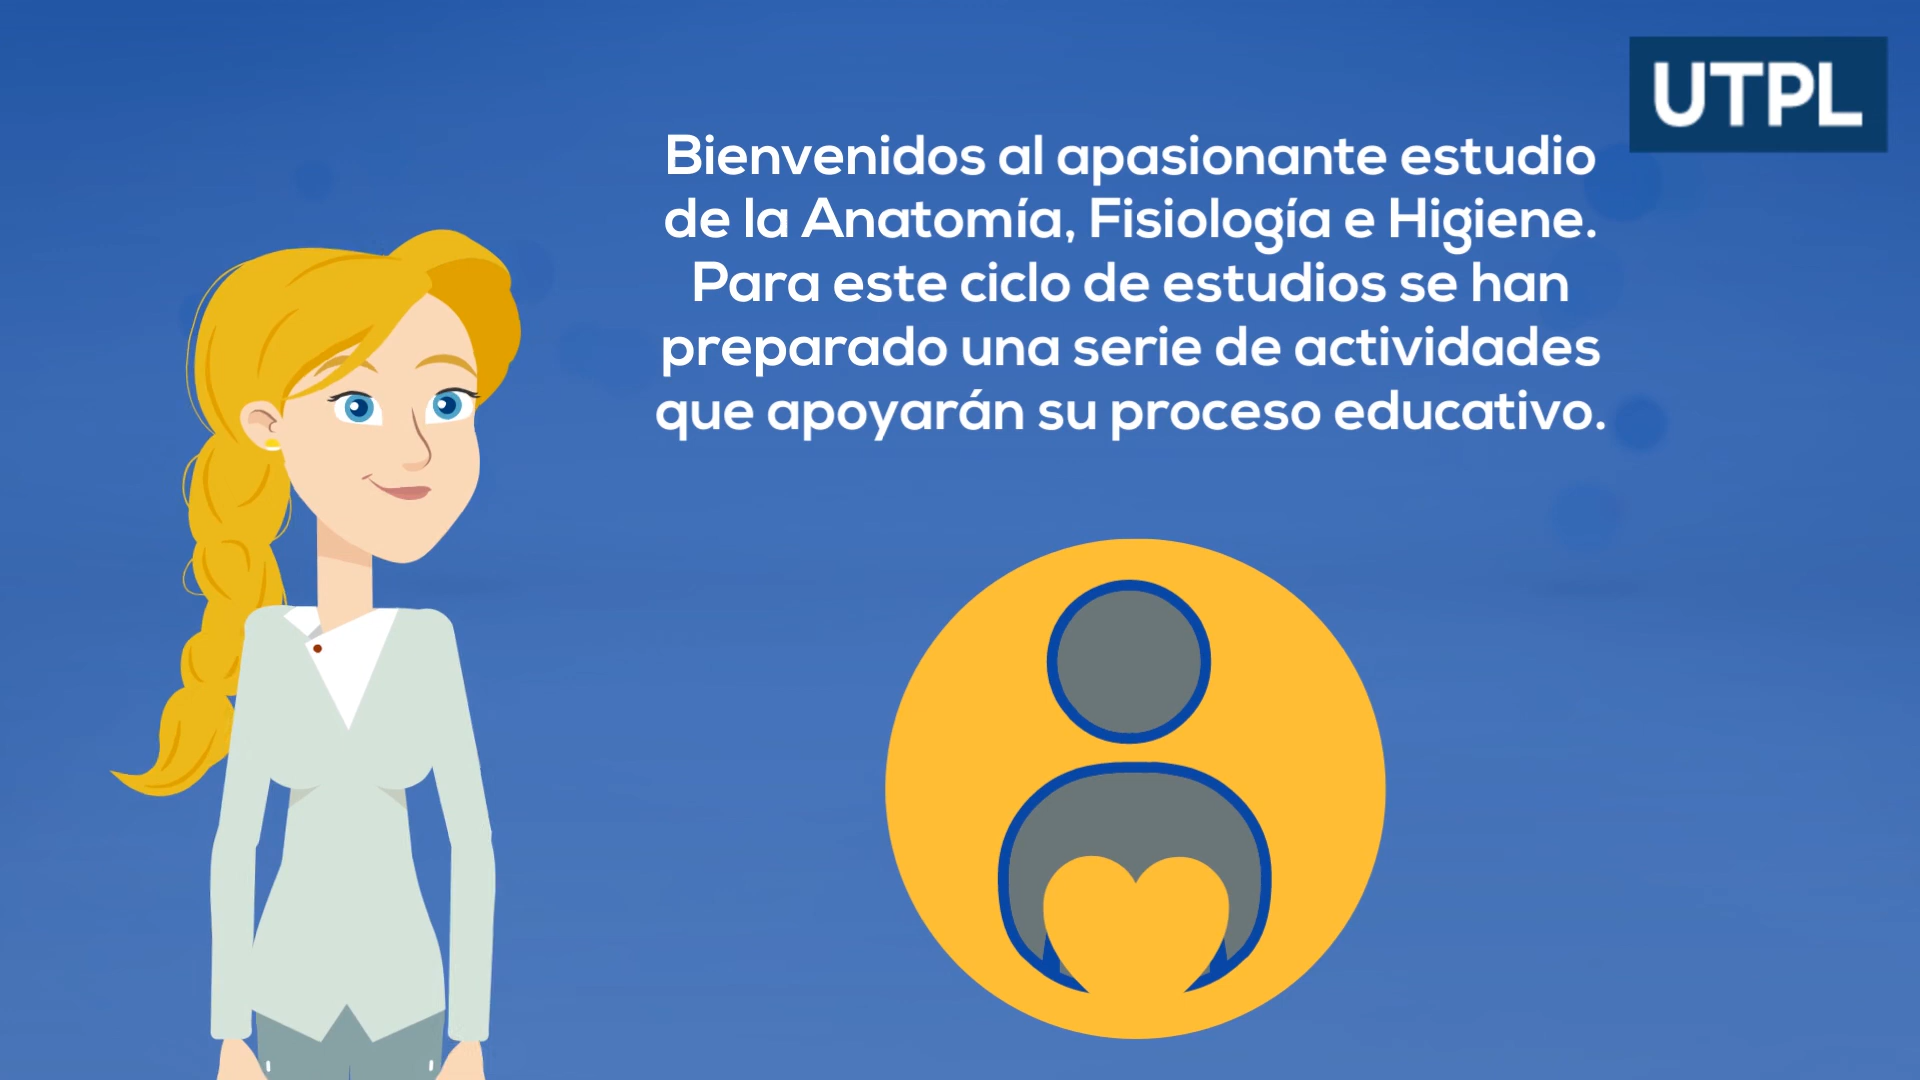 UTPL
Bienvenidos al apasionante estudio
de la Anatomía, Fisiología e Higiene.
Para este ciclo de estudios se han
preparado una serie de actividades
que apoyarán su proceso educativo.